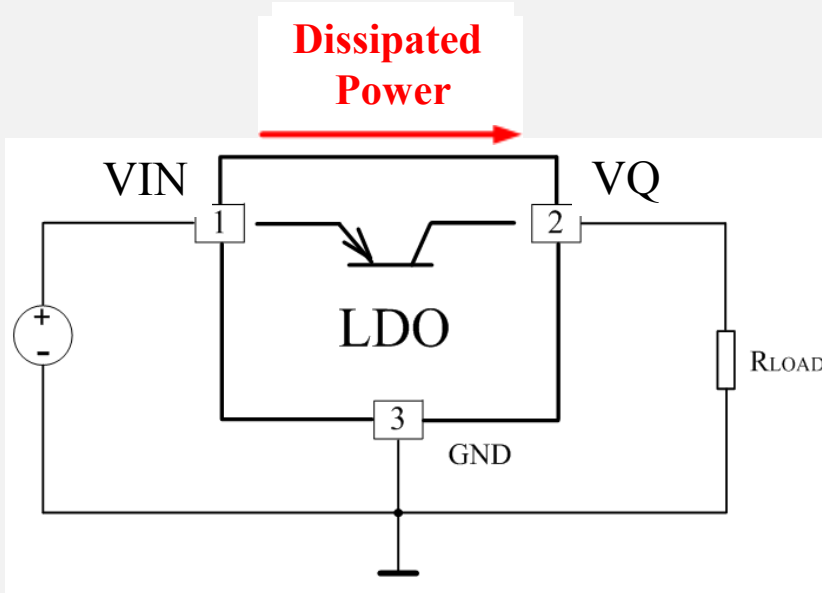 Dissipated
Power
VIN
VQ
1
2
+
-
LDO
RLOAD
3
GND